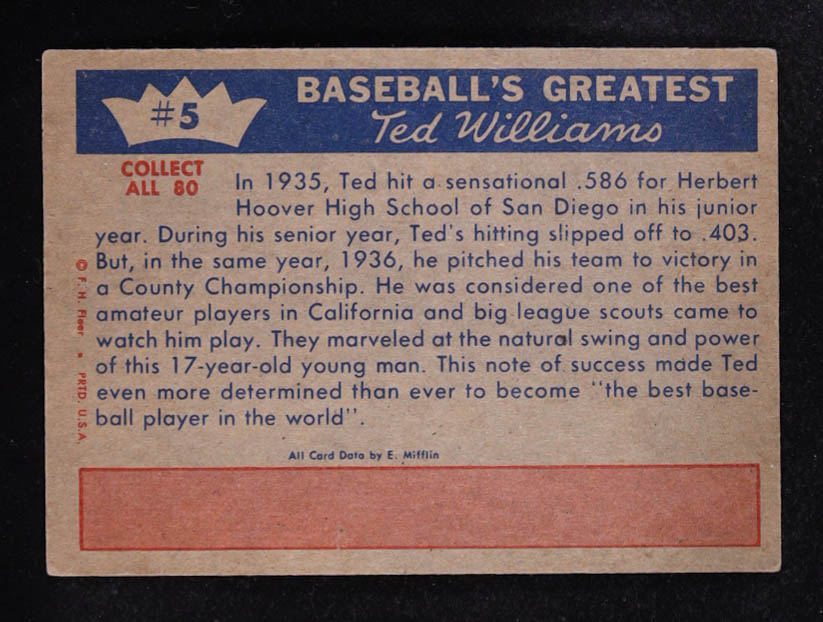 #5
BASEBALL'S GREATEST
Ted Williams
COLLECT
ALL 80
In 1935, Ted hit a sensational .586 for Herbert
Hoover High School of San Diego in his junior
year. During his senior year, Ted's hitting slipped off to .403.
But, in the same year, 1936, he pitched his team to victory in
a County Championship. He was considered one of the best
amateur players in California and big league scouts came to
watch him play. They marveled at the natural swing and power
of this 17-year-old young man. This note of success made Ted
even more determined than ever to become "the best base-
ball player in the world".
© F. H. Fleer • PRTD. U.S.A.
All Card Data by E. Mifflin